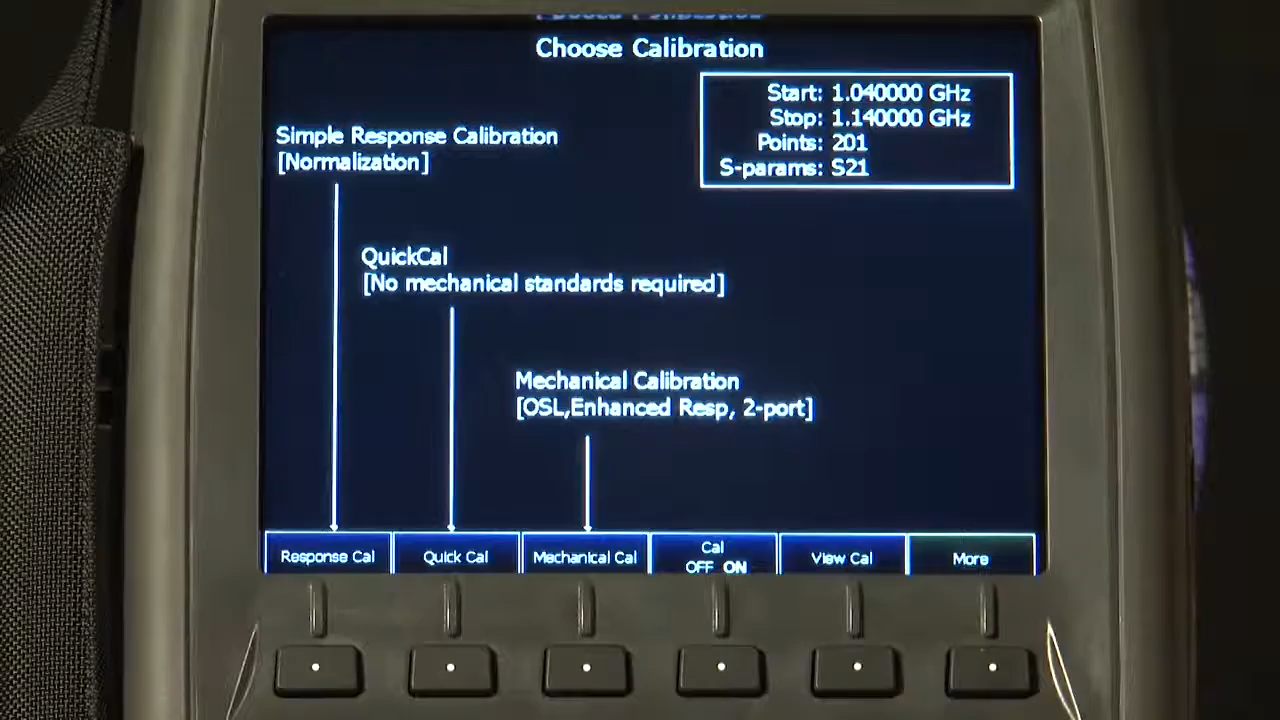 Choose Calibration
Start: 1.040000 GHz
Stop: 1.140000 GHz
Points: 201
S-params: S21
Simple Response Calibration
[Normalization]
QuickCal
[No mechanical standards required]
Mechanical Calibration
[OSL,Enhanced Resp, 2-port]
Response Cal
Quick Cal
Mechanical Cal
Cal
OFF ON
View Cal
More